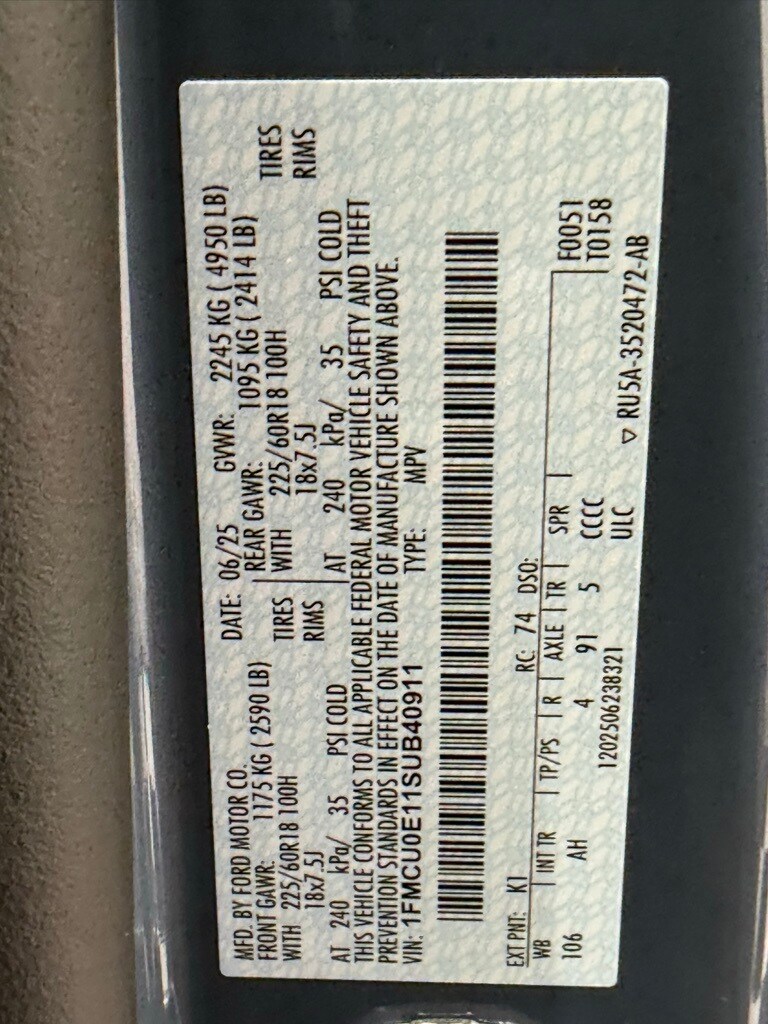 MFD. BY FORD MOTOR CO. DATE: 06/25 GVWR: 2245 KG ( 4950 LB)
FRONT GAWR: 1175 KG ( 2590 LB) REAR GAWR: 1095 KG ( 2414 LB)
WITH 225/60R18 100H TIRES WITH 225/60R18 100H TIRES
18x7.5J RIMS 18x7.5J RIMS
AT 240 kPa/ 35 PSI COLD AT 240 kPa/ 35 PSI COLD
THIS VEHICLE CONFORMS TO ALL APPLICABLE FEDERAL MOTOR VEHICLE SAFETY AND THEFT
PREVENTION STANDARDS IN EFFECT ON THE DATE OF MANUFACTURE SHOWN ABOVE.
VIN: 1FMCU0E11SUB40911 TYPE: MPV
EXT PNT: K1 RC: 74 DSO:
WB INT TR TP/PS R AXLE TR SPR F0051
106 AH 4 91 5 CCCC T0158
1202506238321 ULC ▽ RU5A-3520472-AB